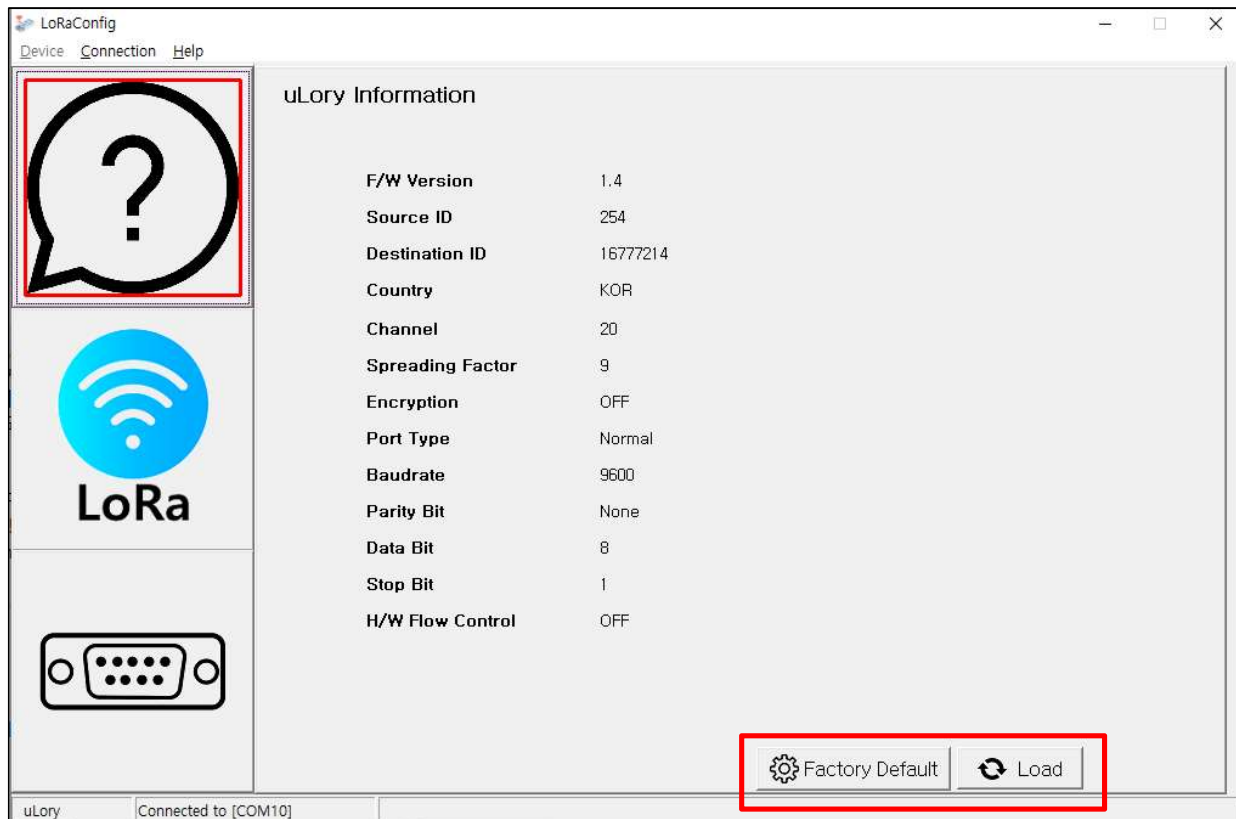 LoRaConfig
Device Connection Help
uLory Information
F/W Version 1.4
Source ID 254
Destination ID 16777214
Country KOR
Channel 20
Spreading Factor 9
Encryption OFF
Port Type Normal
Baudrate 9600
Parity Bit None
Data Bit 8
Stop Bit 1
H/W Flow Control OFF
LoRa
Factory Default Load
uLory Connected to [COM10]